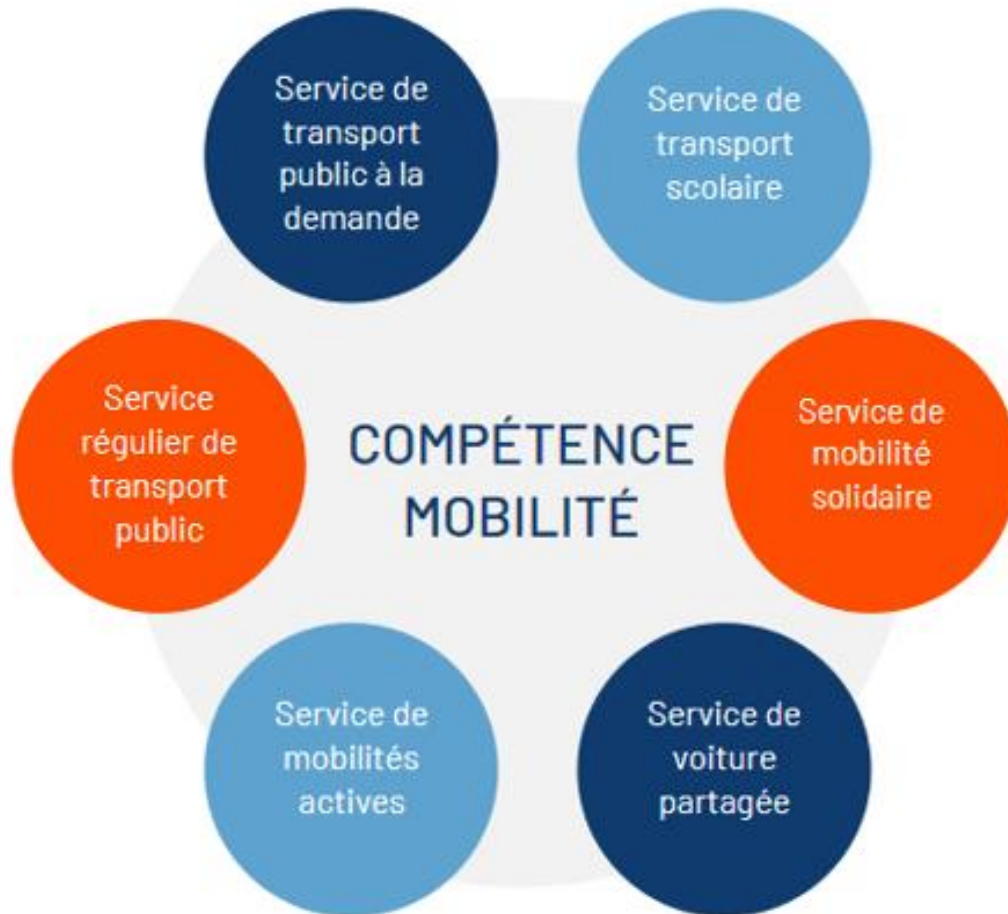 Service de
transport
public à la
demande
Service de
transport
scolaire
Service
régulier de
transport
public
COMPÉTENCE
MOBILITÉ
Service de
mobilité
solidaire
Service de
mobilités
actives
Service de
voiture
partagée